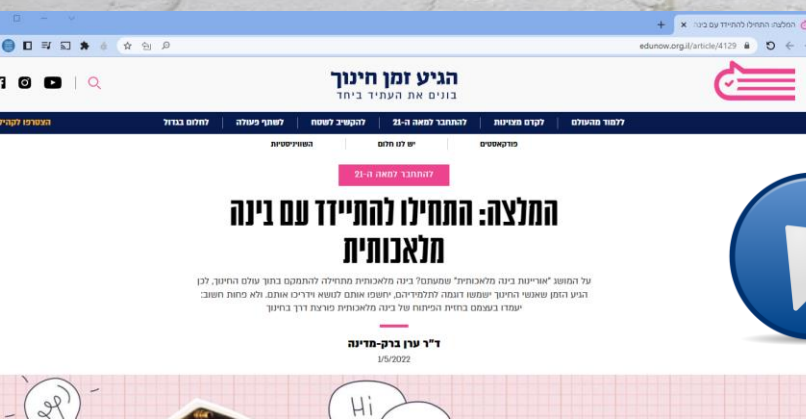 המלצה: התחילו להתיידד עם בינה
edunow.org.il/article/4129
הגיע זמן חינוך
בונים את העתיד ביחד
ללמוד מהעולם
לקדם מצוינות
להתחבר למאה ה-21
להקשיב לשטח
לשתף פעולה
לחלום בגדול
הצטרפו לקהיל
פודקאסטים
יש לנו חלום
השוויניסטיות
להתחבר למאה ה-21
המלצה: התחילו להתיידד עם בינה
מלאכותית
על המושג "אוריינות בינה מלאכותית" שמעתם? בינה מלאכותית מתחילה להתמקם בתוך עולם החינוך, לכן
הגיע הזמן שאנשי החינוך ישמשו דוגמה לתלמידיהם, יחשפו אותם לנושא וידריכו אותם. ולא פחות חשוב:
יעמדו בעצמם בחזית הפיתוח של בינה מלאכותית פורצת דרך בחינוך
ד"ר ערן ברק-מדינה
1/5/2022
Hi